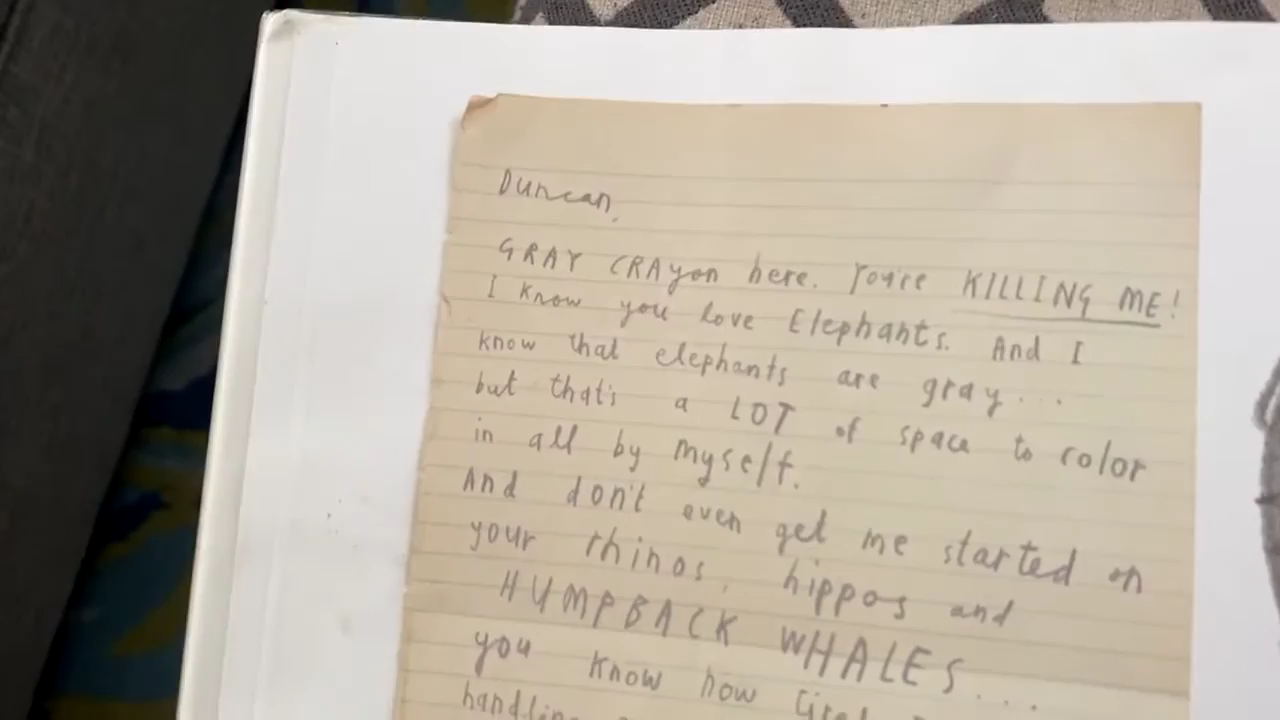 Duncan,
GRAY CRAYon here. You're KILLING ME!
I know you love Elephants. And I
know that elephants are gray...
but that's a LOT of space to color
in all by myself.
And don't even get me started on
your rhinos, hippos and
HUMPBACK WHALES...
you know how